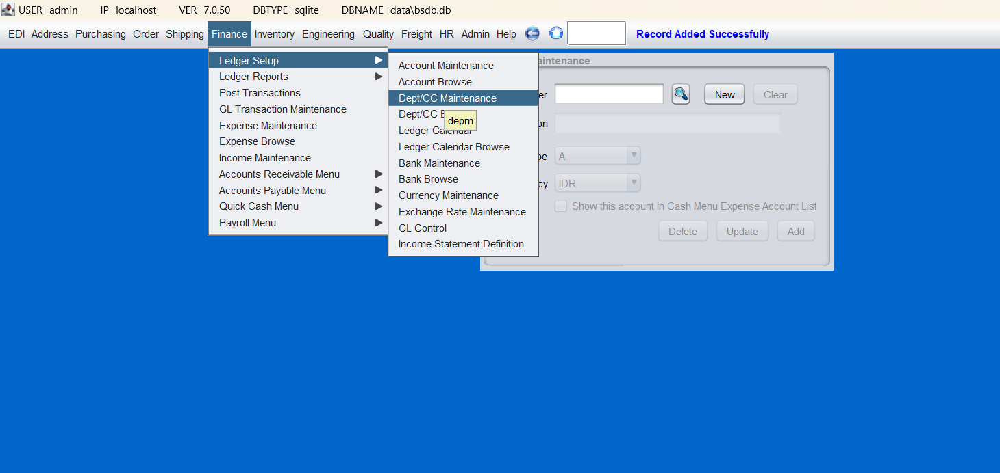 USER=admin IP=localhost VER=7.0.50 DBTYPE=sqlite DBNAME=data\bsdb.db
EDI Address Purchasing Order Shipping Finance Inventory Engineering Quality Freight HR Admin Help Record Added Successfully
Ledger Setup
Ledger Reports
Post Transactions
GL Transaction Maintenance
Expense Maintenance
Expense Browse
Income Maintenance
Accounts Receivable Menu
Accounts Payable Menu
Quick Cash Menu
Payroll Menu
Account Maintenance
Account Browse
Dept/CC Maintenance
Dept/CC
depm
Ledger Calendar
Ledger Calendar Browse
Bank Maintenance
Bank Browse
Currency Maintenance
Exchange Rate Maintenance
GL Control
Income Statement Definition
aintenance
er New Clear
on
pe A
cy IDR
Show this account in Cash Menu Expense Account List
Delete Update Add